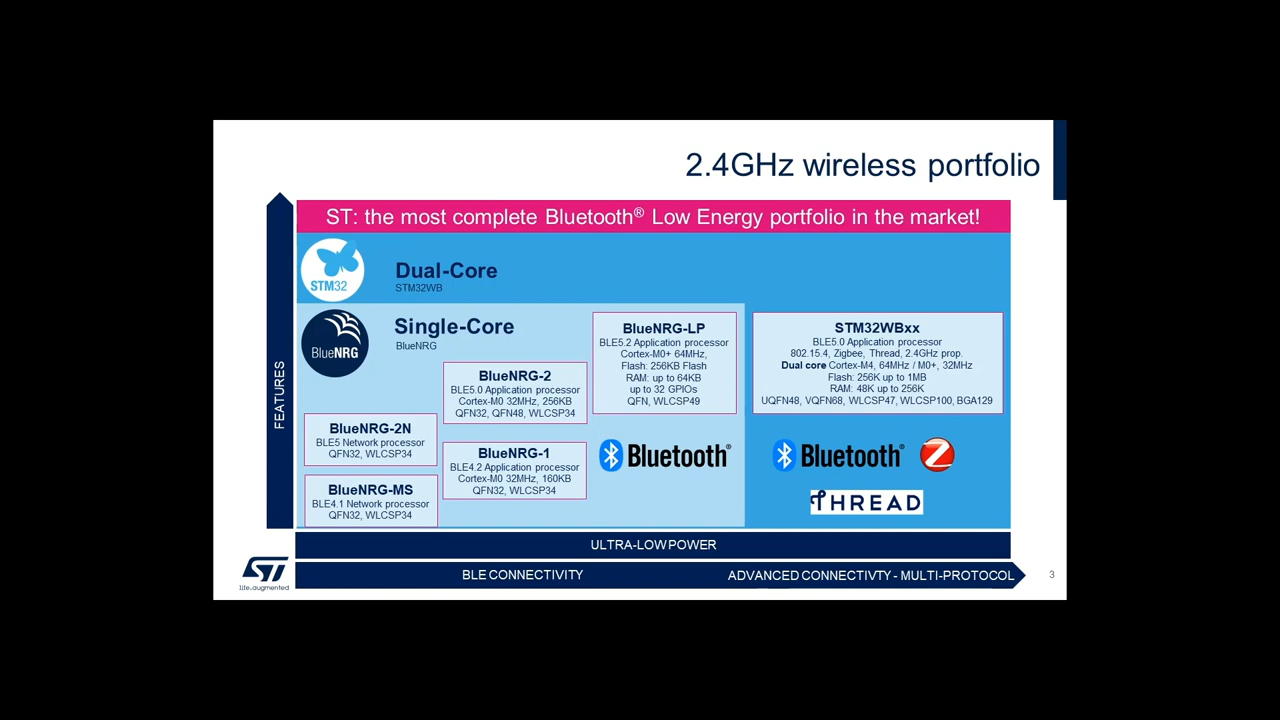 2.4GHz wireless portfolio
ST: the most complete Bluetooth® Low Energy portfolio in the market!
STM32
Dual-Core
STM32WB
BlueNRG
Single-Core
BlueNRG
FEATURES
BlueNRG-2N
BLE5 Network processor
QFN32, WLCSP34
BlueNRG-MS
BLE4.1 Network processor
QFN32, WLCSP34
BlueNRG-2
BLE5.0 Application processor
Cortex-M0 32MHz, 256KB
QFN32, QFN48, WLCSP34
BlueNRG-1
BLE4.2 Application processor
Cortex-M0 32MHz, 160KB
QFN32, WLCSP34
BlueNRG-LP
BLE5.2 Application processor
Cortex-M0+ 64MHz,
Flash: 256KB Flash
RAM: up to 64KB
up to 32 GPIOs
QFN, WLCSP49
Bluetooth®
STM32WBxx
BLE5.0 Application processor
802.15.4, Zigbee, Thread, 2.4GHz prop.
Dual core Cortex-M4, 64MHz / M0+, 32MHz
Flash: 256K up to 1MB
RAM: 48K up to 256K
UQFN48, VQFN68, WLCSP47, WLCSP100, BGA129
Bluetooth®
THREAD
ULTRA-LOW POWER
BLE CONNECTIVITY
ADVANCED CONNECTIVTY - MULTI-PROTOCOL
ST
life.augmented
3